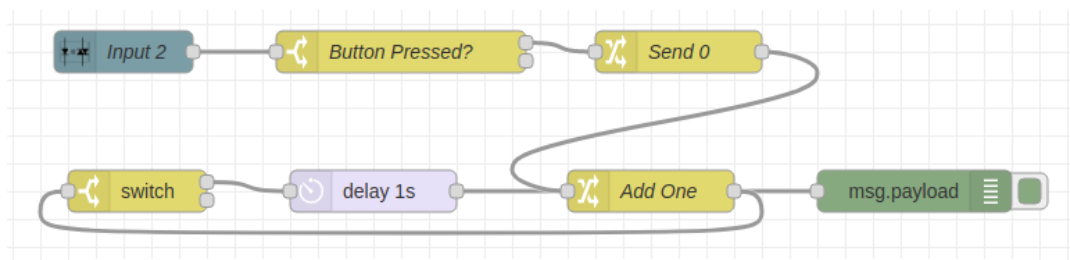 Input 2
Button Pressed?
Send 0
switch
delay 1s
Add One
msg.payload